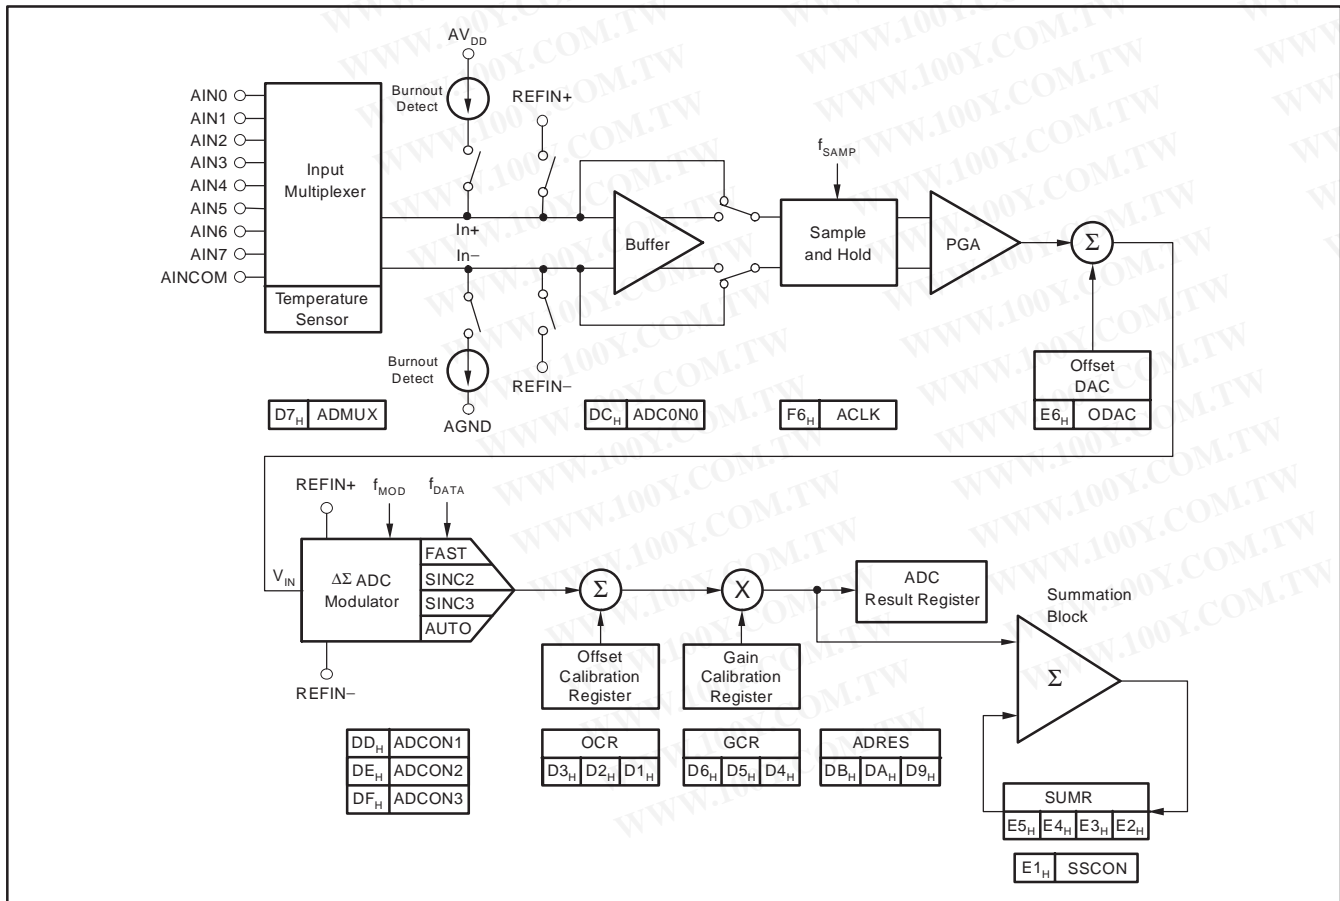 AV_DD
Burnout
Detect
REFIN+
AIN0
AIN1
AIN2
AIN3
AIN4
AIN5
AIN6
AIN7
AINCOM
Input
Multiplexer
Temperature
Sensor
In+
In−
Buffer
f_SAMP
Sample
and Hold
PGA
Σ
Burnout
Detect
REFIN−
AGND
Offset
DAC
E6_H ODAC
D7_H ADMUX
DC_H ADC0N0
F6_H ACLK
REFIN+
f_MOD
f_DATA
V_IN
ΔΣ ADC
Modulator
FAST
SINC2
SINC3
AUTO
REFIN−
Σ
X
ADC
Result Register
Summation
Block
Σ
Offset
Calibration
Register
Gain
Calibration
Register
DD_H ADCON1
DE_H ADCON2
DF_H ADCON3
OCR
D3_H D2_H D1_H
GCR
D6_H D5_H D4_H
ADRES
DB_H DA_H D9_H
SUMR
E5_H E4_H E3_H E2_H
E1_H SSCON
WWW.100Y.COM.TW